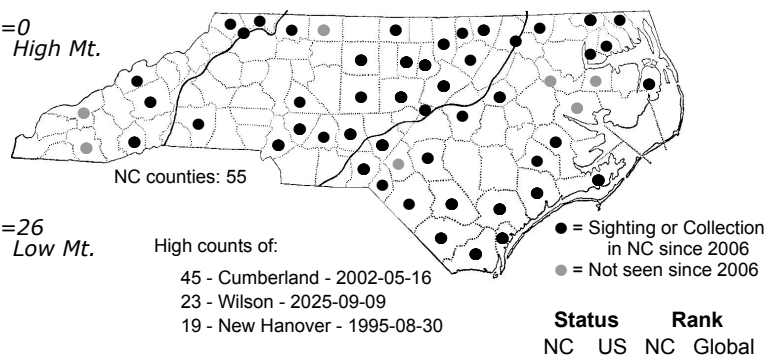 =0
High Mt.
NC counties: 55
=26
Low Mt.
High counts of:
45 - Cumberland - 2002-05-16
23 - Wilson - 2025-09-09
19 - New Hanover - 1995-08-30
= Sighting or Collection
in NC since 2006
= Not seen since 2006
Status Rank
NC US NC Global